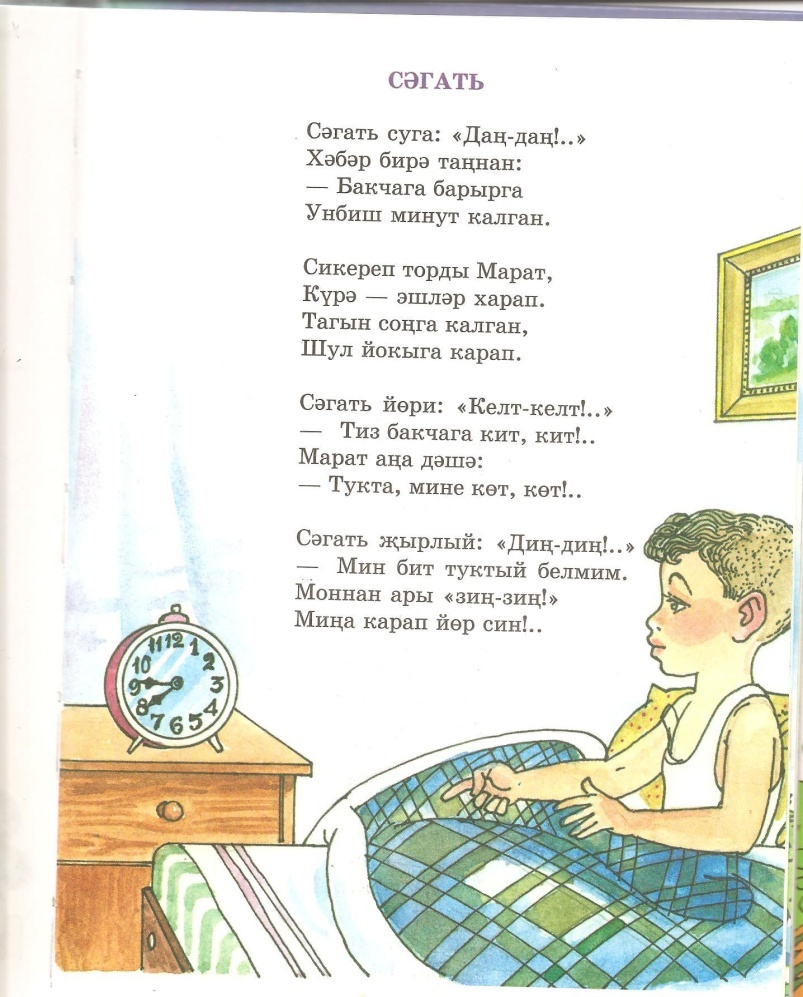 СӘГАТЬ
Сәгать суга: «Даң-даң!..»
Хәбәр бирә таңнан:
— Бакчага барырга
Унбиш минут калган.
Сикереп торды Марат,
Күрә — эшләр харап.
Тагын соңга калган,
Шул йокыга карап.
Сәгать йөри: «Келт-келт!..»
— Тиз бакчага кит, кит!..
Марат аңа дәшә:
— Тукта, мине көт, көт!..
Сәгать җырлый: «Диң-диң!..»
— Мин бит туктый белмим.
Моннан ары «зиң-зиң!»
Миңа карап йөр син!..
11 12 1
10 2
9 3
8 4
7 6 5